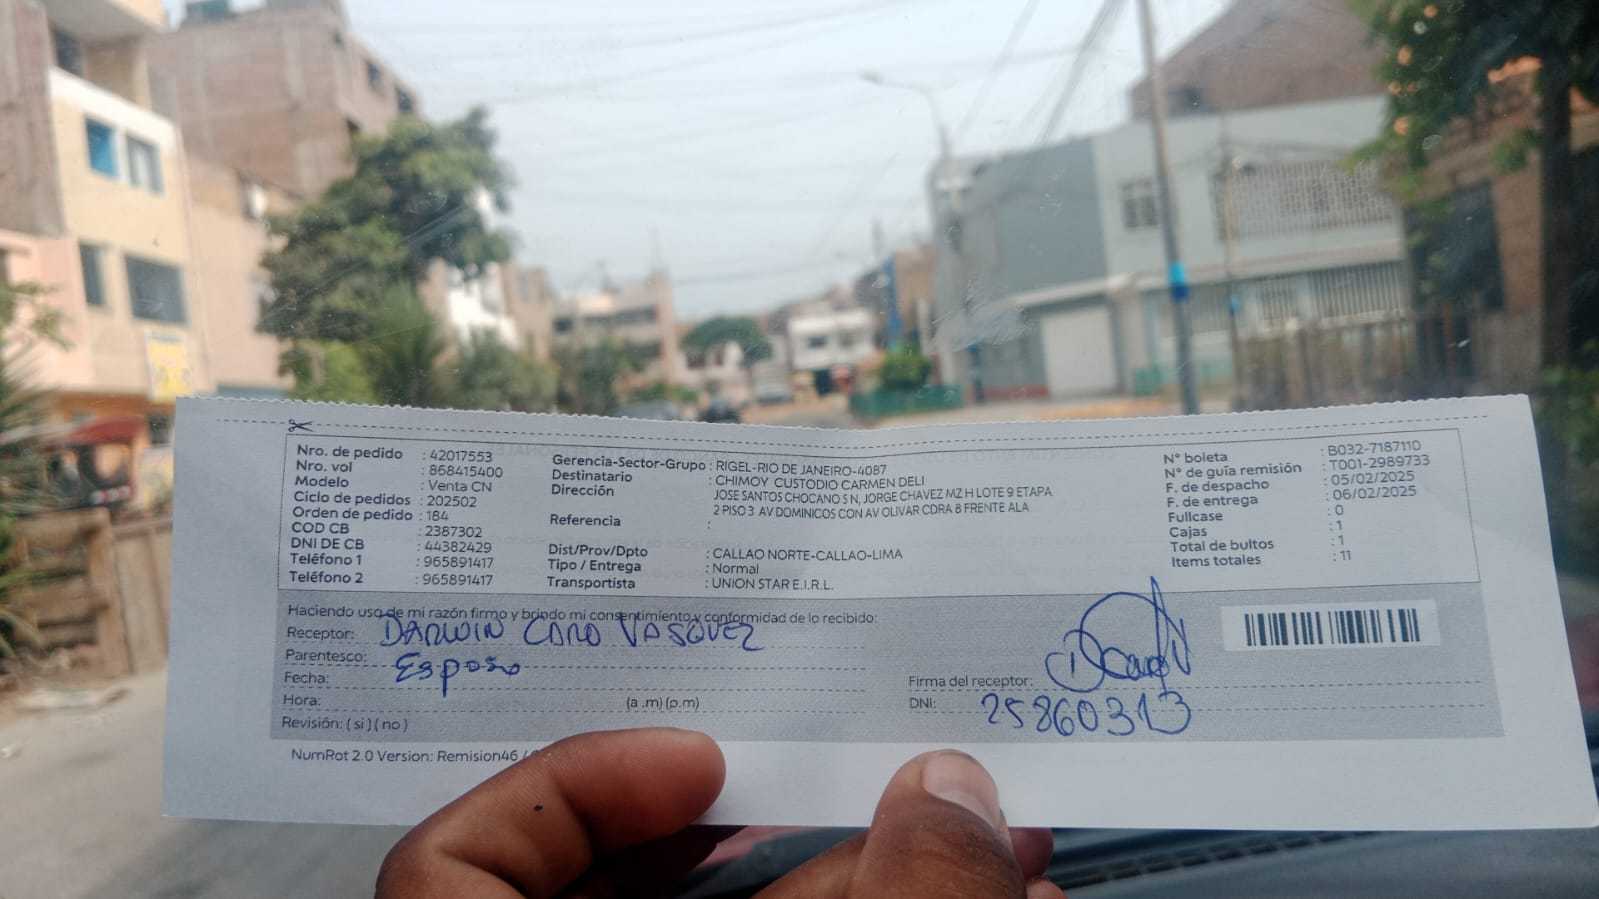 Nro. de pedido : 42017553
Nro. vol : 868415400
Modelo : Venta CN
Ciclo de pedidos : 202502
Orden de pedido : 184
COD CB : 2387302
DNI DE CB : 44382429
Teléfono 1 : 965891417
Teléfono 2 : 965891417
Gerencia-Sector-Grupo : RIGEL-RIO DE JANEIRO-4087
Destinatario : CHIMOY CUSTODIO CARMEN DELI
Dirección JOSE SANTOS CHOCANO S N, JORGE CHAVEZ MZ H LOTE 9 ETAPA
2 PISO 3 AV DOMINICOS CON AV OLIVAR CDRA 8 FRENTE ALA
Referencia :
Dist/Prov/Dpto : CALLAO NORTE-CALLAO-LIMA
Tipo / Entrega : Normal
Transportista : UNION STAR E.I.R.L.
N° boleta : B032-7187110
N° de guía remisión : T001-2989733
F. de despacho : 05/02/2025
F. de entrega : 06/02/2025
Fullcase : 0
Cajas : 1
Total de bultos : 1
Items totales : 11
Haciendo uso de mi razón firmo y brindo mi consentimiento y conformidad de lo recibido:
Receptor: DARWIN CARO VASQUEZ
Parentesco: Esposo
Fecha:
Hora: (a .m) (p.m)
Revisión: ( si ) ( no )
Firma del receptor:
DNI: 25860313
NumRot 2.0 Version: Remision46 /